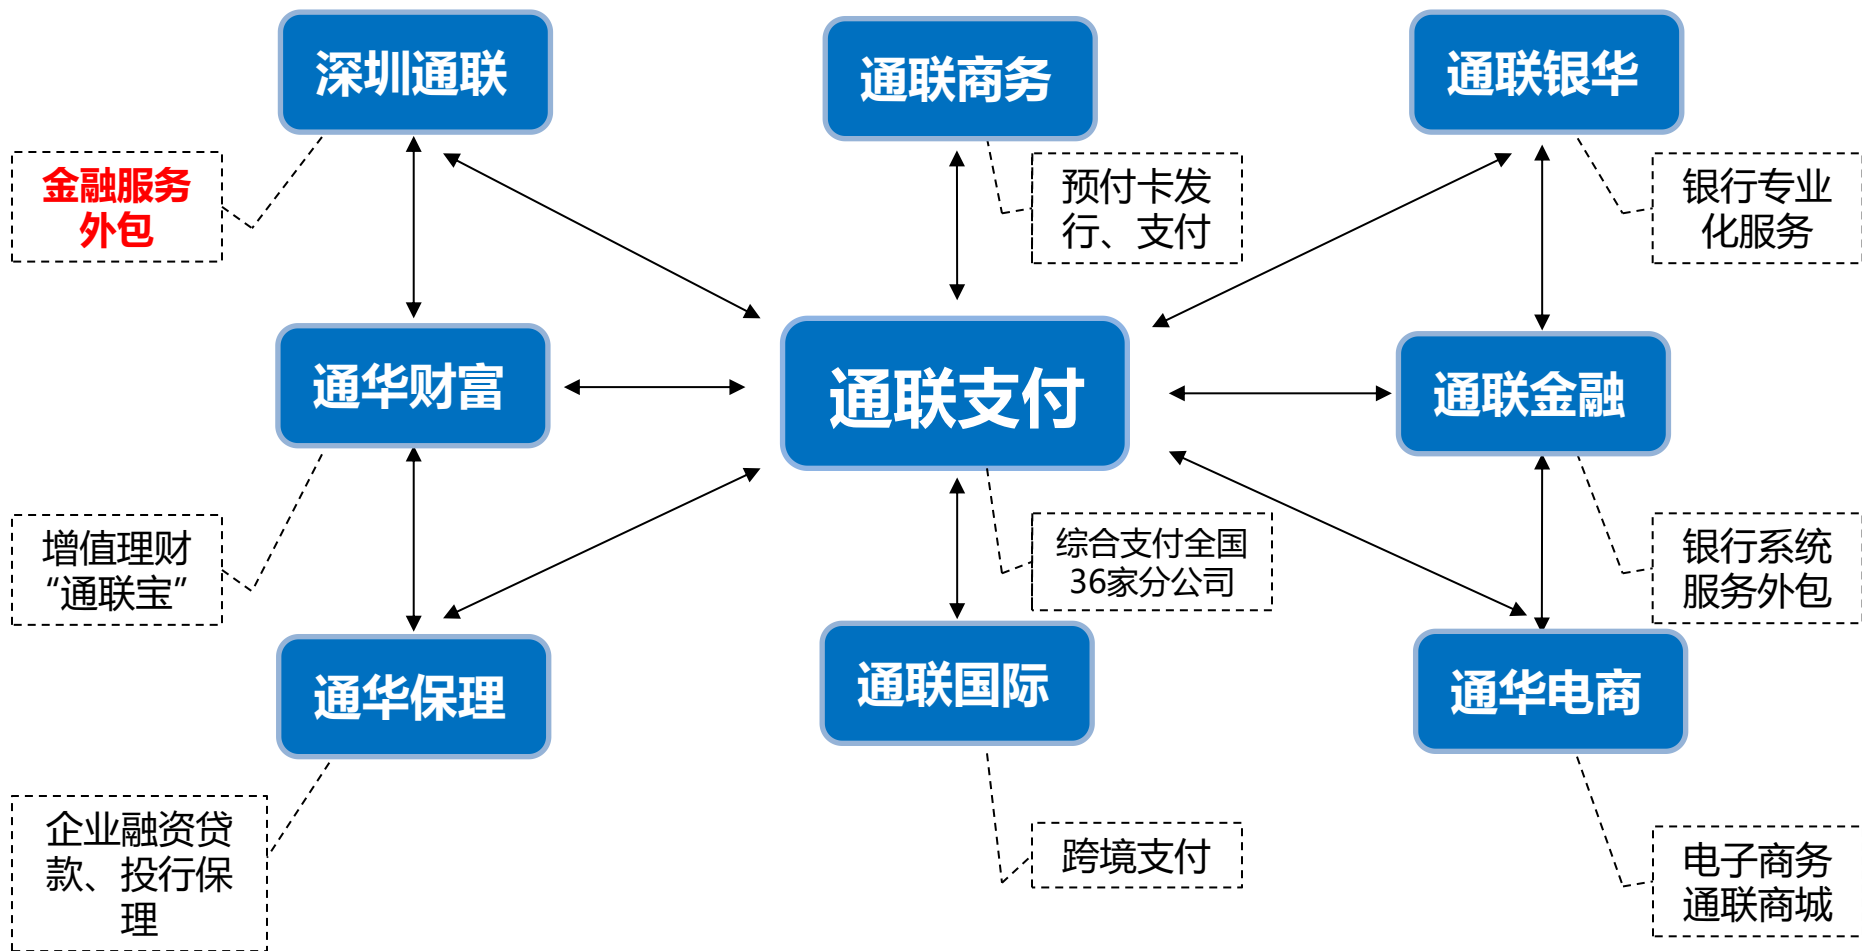 深圳通联
通联商务
通联银华
金融服务
外包
预付卡发
行、支付
银行专业
化服务
通华财富
通联支付
通联金融
增值理财
“通联宝”
综合支付全国
36家分公司
银行系统
服务外包
通华保理
通联国际
通华电商
企业融资贷
款、投行保
理
跨境支付
电子商务
通联商城